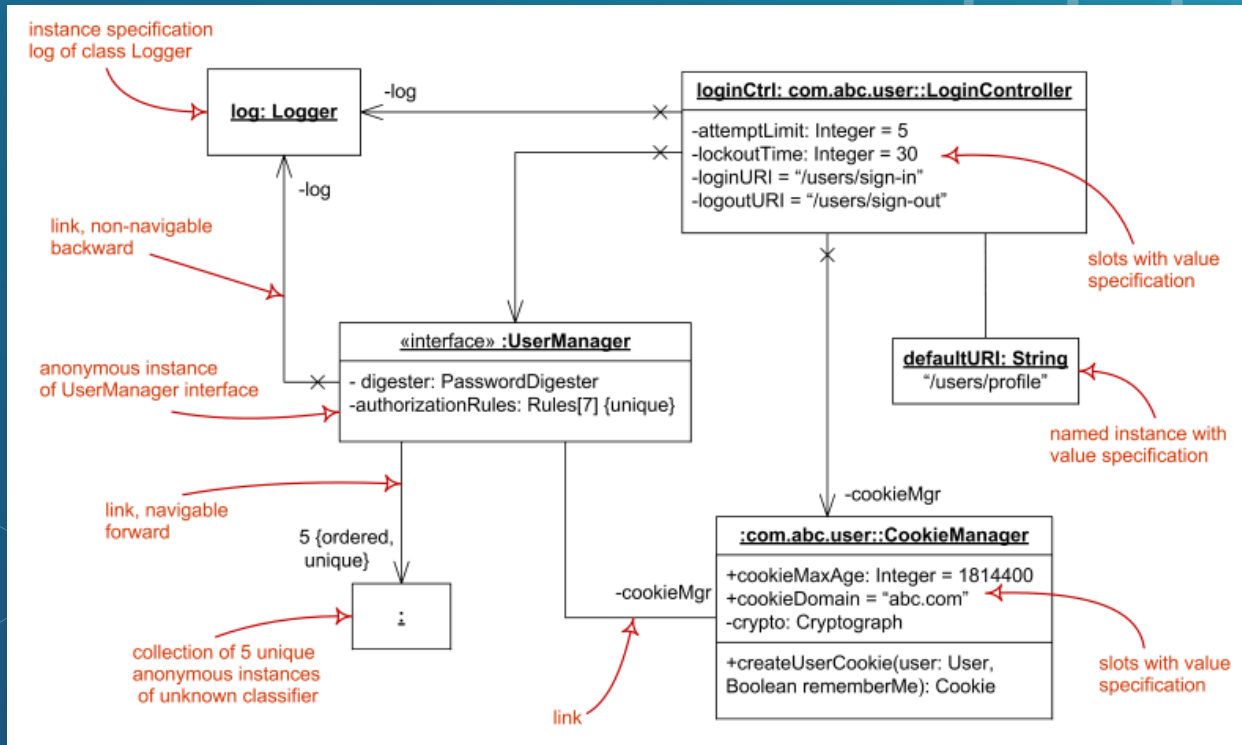 instance specification
log of class Logger
log: Logger
-log
-log
loginCtrl: com.abc.user::LoginController
-attemptLimit: Integer = 5
-lockoutTime: Integer = 30
-loginURI = “/users/sign-in”
-logoutURI = “/users/sign-out”
slots with value
specification
link, non-navigable
backward
«interface» :UserManager
- digester: PasswordDigester
-authorizationRules: Rules[7] {unique}
anonymous instance
of UserManager interface
defaultURI: String
“/users/profile”
named instance with
value specification
link, navigable
forward
5 {ordered,
unique}
:
collection of 5 unique
anonymous instances
of unknown classifier
-cookieMgr
-cookieMgr
link
:com.abc.user::CookieManager
+cookieMaxAge: Integer = 1814400
+cookieDomain = “abc.com”
-crypto: Cryptograph
+createUserCookie(user: User,
Boolean rememberMe): Cookie
slots with value
specification